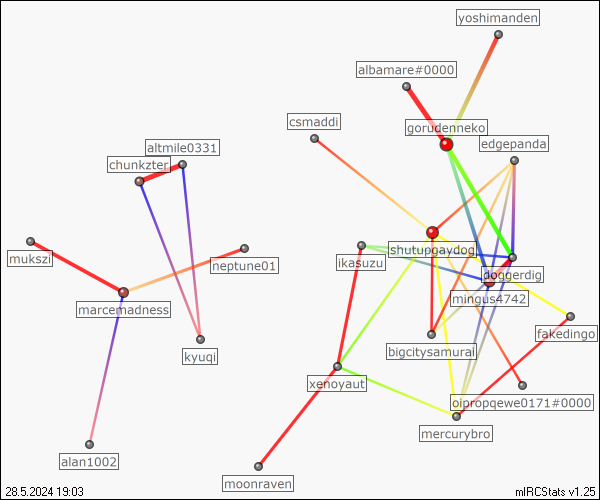 yoshimanden
albamare#0000
csmaddi
gorudenneko
edgepanda
altmile0331
chunkzter
shutupgaydog
ikasuzu
mukszi
neptune01
doggerdig
mingus4742
marcemadness
fakedingo
kyuqi
bigcitysamurai
xenoyaut
oipropqewe0171#0000
mercurybro
alan1002
moonraven
28.5.2024 19:03
mIRCStats v1.25